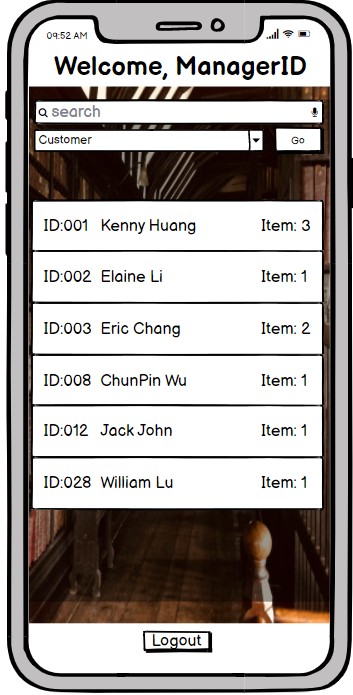 09:52 AM
Welcome, ManagerID
search
Customer
Go
ID:001 Kenny Huang Item: 3
ID:002 Elaine Li Item: 1
ID:003 Eric Chang Item: 2
ID:008 ChunPin Wu Item: 1
ID:012 Jack John Item: 1
ID:028 William Lu Item: 1
Logout